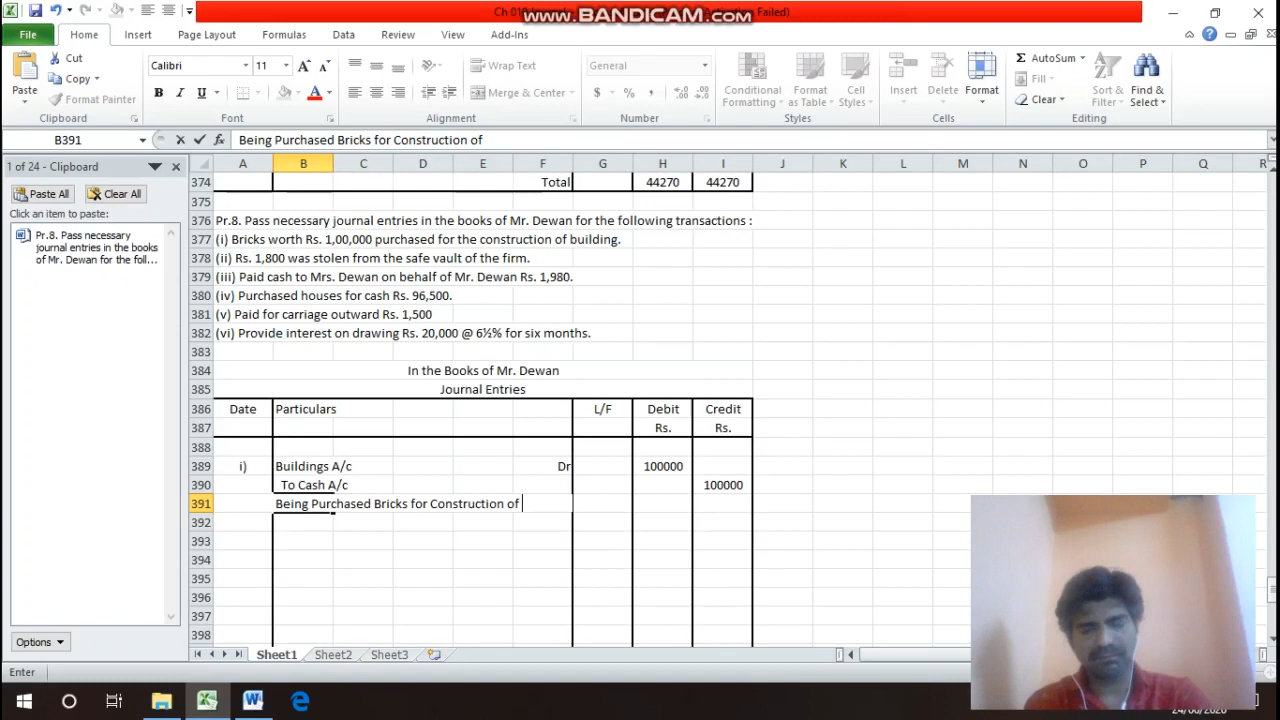 Ch 01
www.BANDICAM.com
Failed)
File Home Insert Page Layout Formulas Data Review View Add-Ins
Paste
Cut
Copy
Format Painter
Clipboard
Calibri 11
B I U A
Font
Wrap Text
Merge & Center
Alignment
General
$ % ,
Number
Conditional Formatting
Format as Table
Cell Styles
Styles
Insert Delete Format
Cells
AutoSum
Fill
Clear
Sort & Filter
Find & Select
Editing
B391 fx Being Purchased Bricks for Construction of
1 of 24 - Clipboard
Paste All Clear All
Click an item to paste:
Pr.8. Pass necessary
journal entries in the books
of Mr. Dewan for the foll...
Options
A B C D E F G H I J K L M N O P Q R
374 Total 44270 44270
375
376 Pr.8. Pass necessary journal entries in the books of Mr. Dewan for the following transactions :
377 (i) Bricks worth Rs. 1,00,000 purchased for the construction of building.
378 (ii) Rs. 1,800 was stolen from the safe vault of the firm.
379 (iii) Paid cash to Mrs. Dewan on behalf of Mr. Dewan Rs. 1,980.
380 (iv) Purchased houses for cash Rs. 96,500.
381 (v) Paid for carriage outward Rs. 1,500
382 (vi) Provide interest on drawing Rs. 20,000 @ 6½% for six months.
383
384 In the Books of Mr. Dewan
385 Journal Entries
386 Date Particulars L/F Debit Credit
387 Rs. Rs.
388
389 i) Buildings A/c Dr 100000
390 To Cash A/c 100000
391 Being Purchased Bricks for Construction of
392
393
394
395
396
397
398
Sheet1 Sheet2 Sheet3
Enter